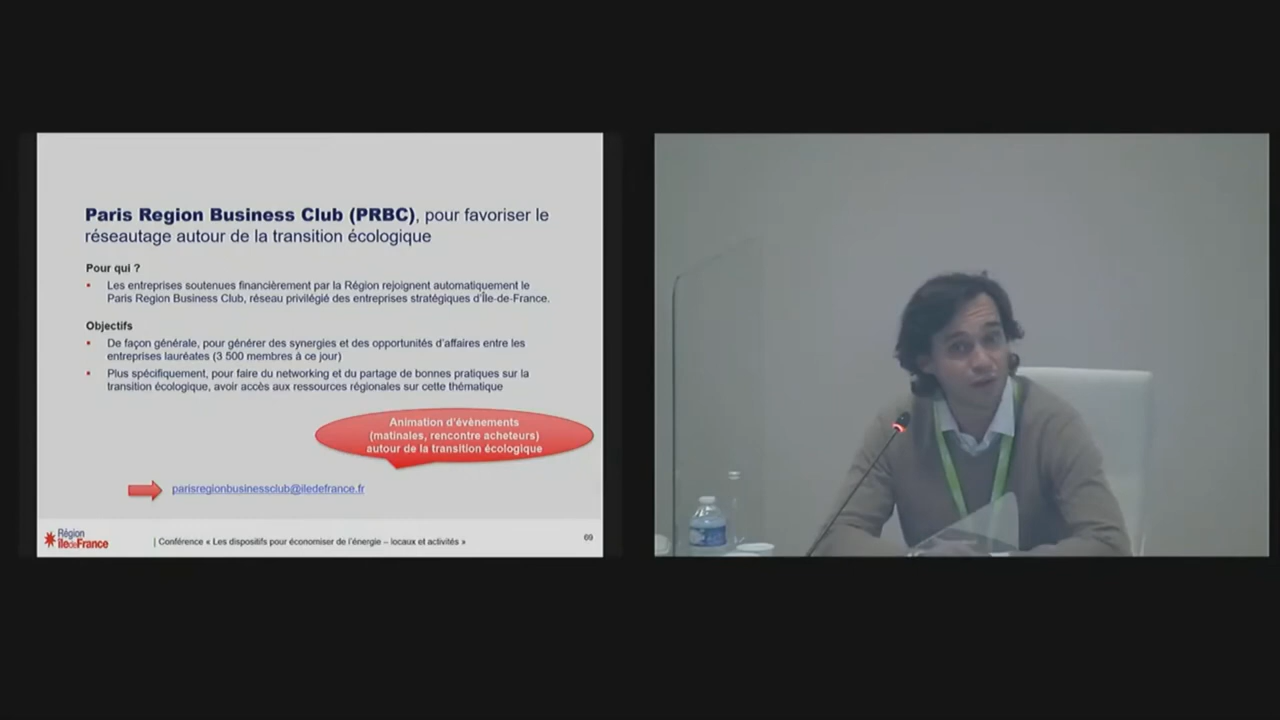 Paris Region Business Club (PRBC), pour favoriser le
réseautage autour de la transition écologique
Pour qui ?
Les entreprises soutenues financièrement par la Région rejoignent automatiquement le
Paris Region Business Club, réseau privilégié des entreprises stratégiques d'Île-de-France.
Objectifs
De façon générale, pour générer des synergies et des opportunités d'affaires entre les
entreprises lauréates (3 500 membres à ce jour)
Plus spécifiquement, pour faire du networking et du partage de bonnes pratiques sur la
transition écologique, avoir accès aux ressources régionales sur cette thématique
Animation d'évènements
(matinales, rencontre acheteurs)
autour de la transition écologique
parisregionbusinessclub@iledefrance.fr
Région
îledeFrance
| Conférence « Les dispositifs pour économiser de l'énergie – locaux et activités »
69